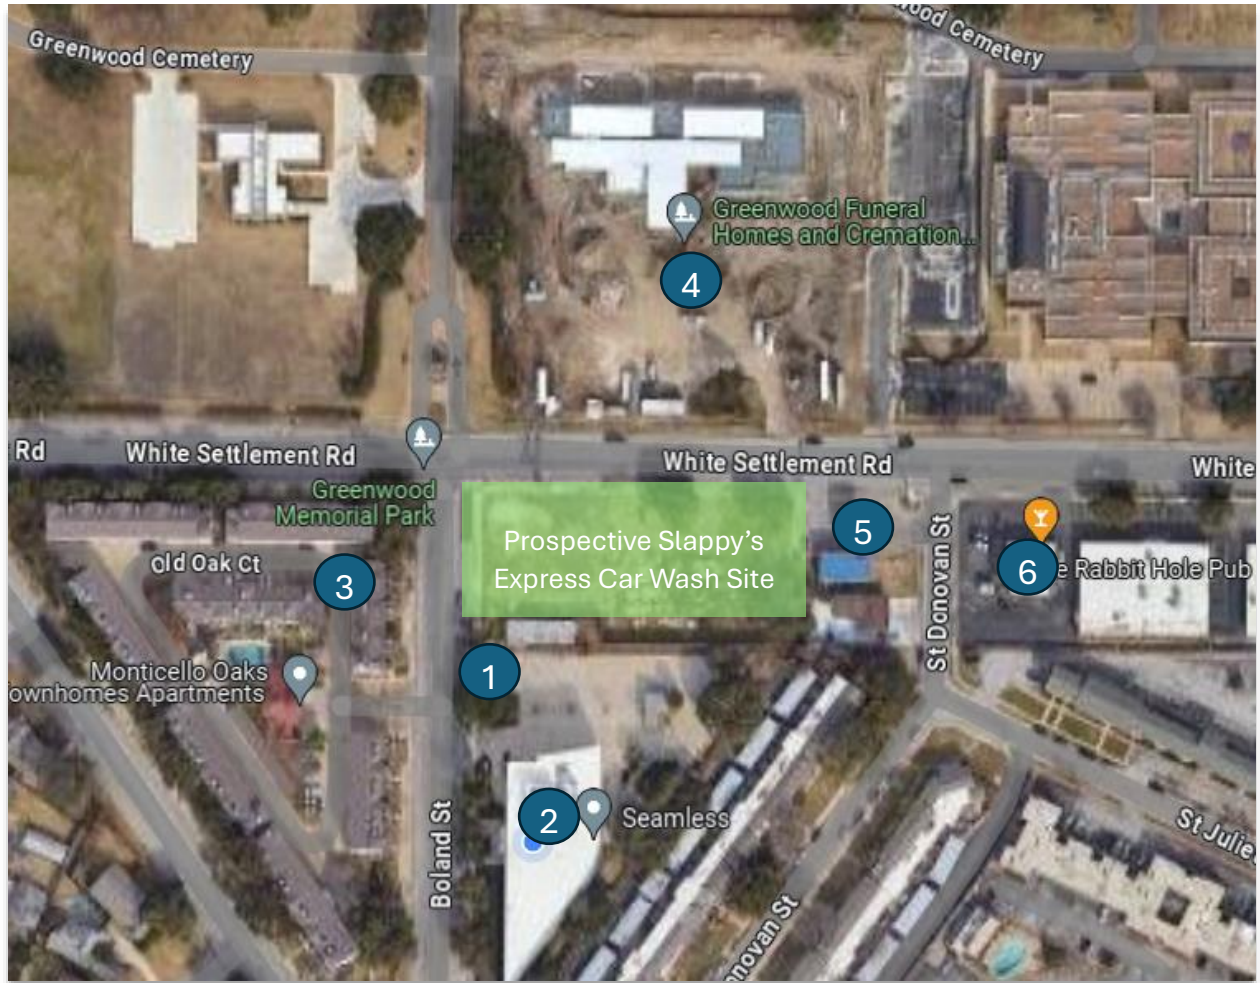 Greenwood Cemetery
ood Cemetery
Greenwood Funeral
Homes and Cremation...
4
Rd
White Settlement Rd
White Settlement Rd
White
Greenwood
Memorial Park
Prospective Slappy's
Express Car Wash Site
5
St Donovan St
6
e Rabbit Hole Pub
Old Oak Ct
3
1
Monticello Oaks
ownhomes Apartments
2
Seamless
Boland St
onovan St
St Julie